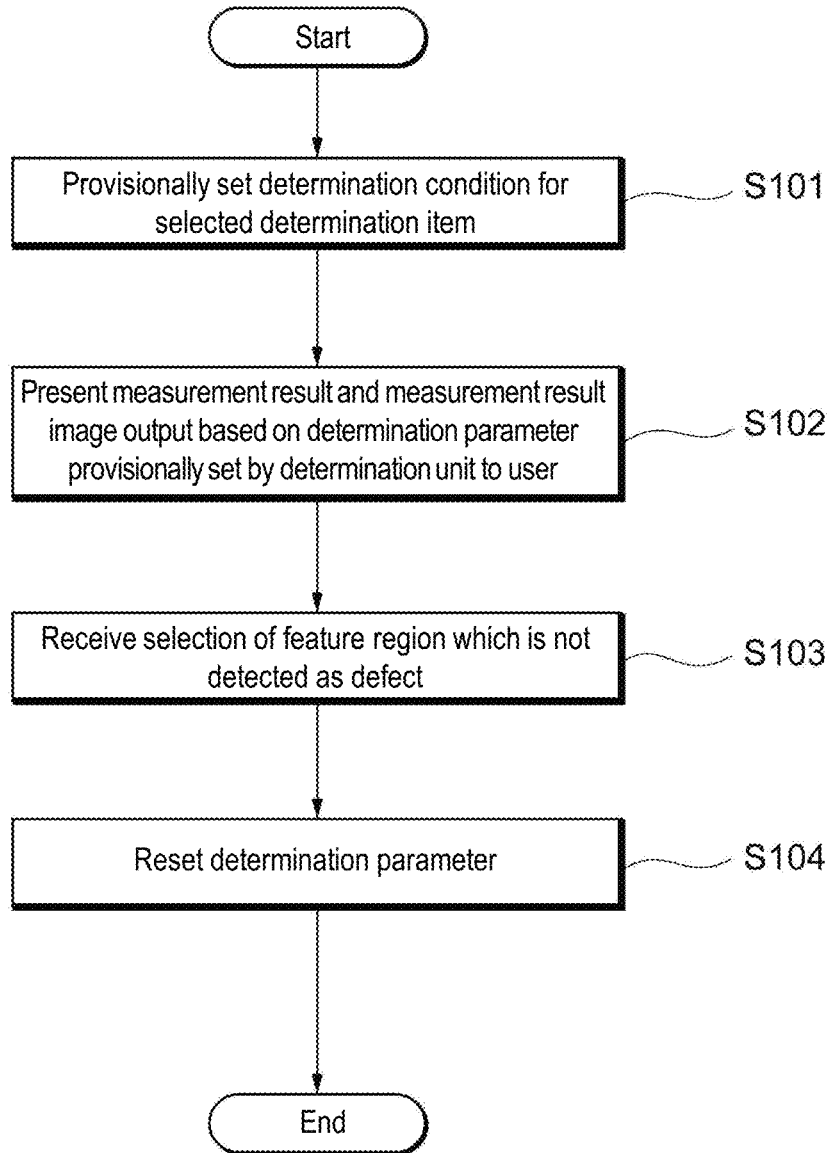 Start
Provisionally set determination condition for
selected determination item
S101
Present measurement result and measurement result
image output based on determination parameter
provisionally set by determination unit to user
S102
Receive selection of feature region which is not
detected as defect
S103
Reset determination parameter
S104
End